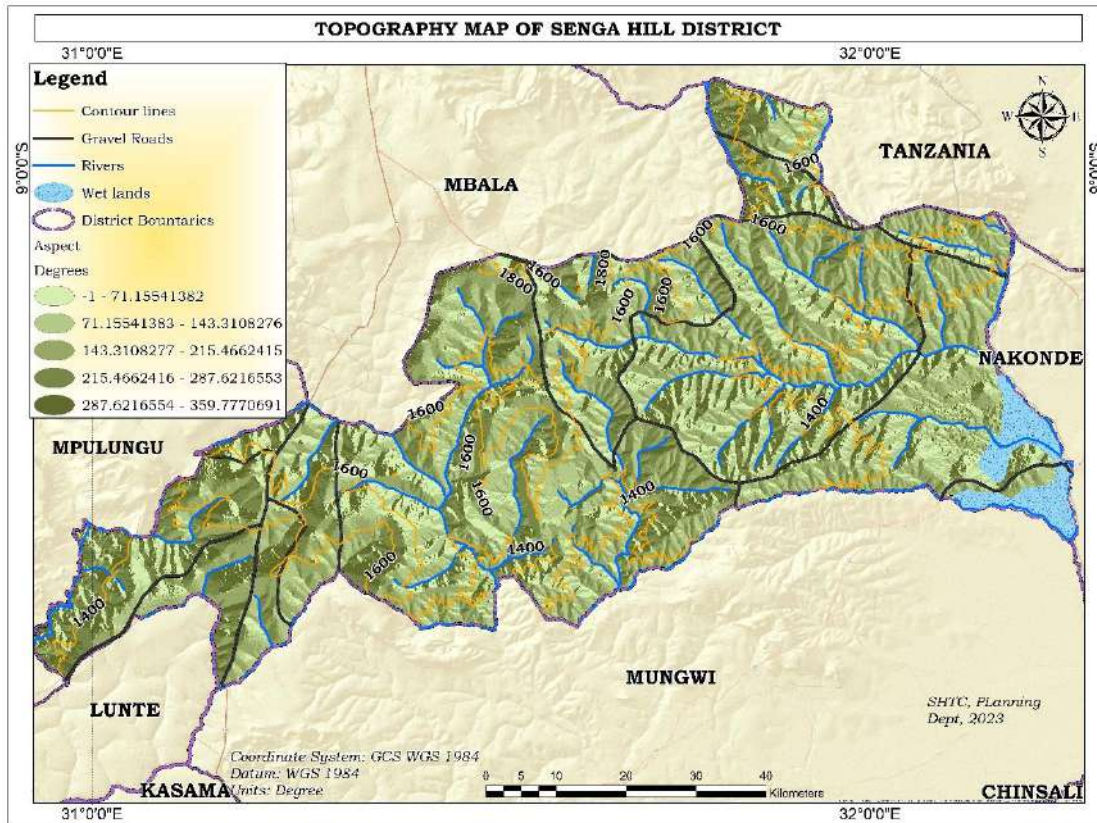 TOPOGRAPHY MAP OF SENGA HILL DISTRICT
31°0'0"E
32°0'0"E
Legend
Contour lines
Gravel Roads
Rivers
Wet lands
District Bountarics
Aspect
Degrees
-1 - 71.15541382
71.15541383 - 143.3108276
143.3108277 - 215.4662415
215.4662416 - 287.6216553
287.6216554 - 359.7770691
N
W
E
S
9°0'0"S
9°0'0"S
TANZANIA
MBALA
NAKONDE
MPULUNGU
LUNTE
KASAMA
MUNGWI
CHINSALI
1600
1600
1600
1600
1800
1800
1600
1600
1600
1600
1600
1600
1400
1400
1400
1600
1400
SHTC, PLanning
Dept, 2023
Coordinate System: GCS WGS 1984
Datum: WGS 1984
Units: Degree
0 5 10 20 30 40
Kilometers
31°0'0"E
32°0'0"E